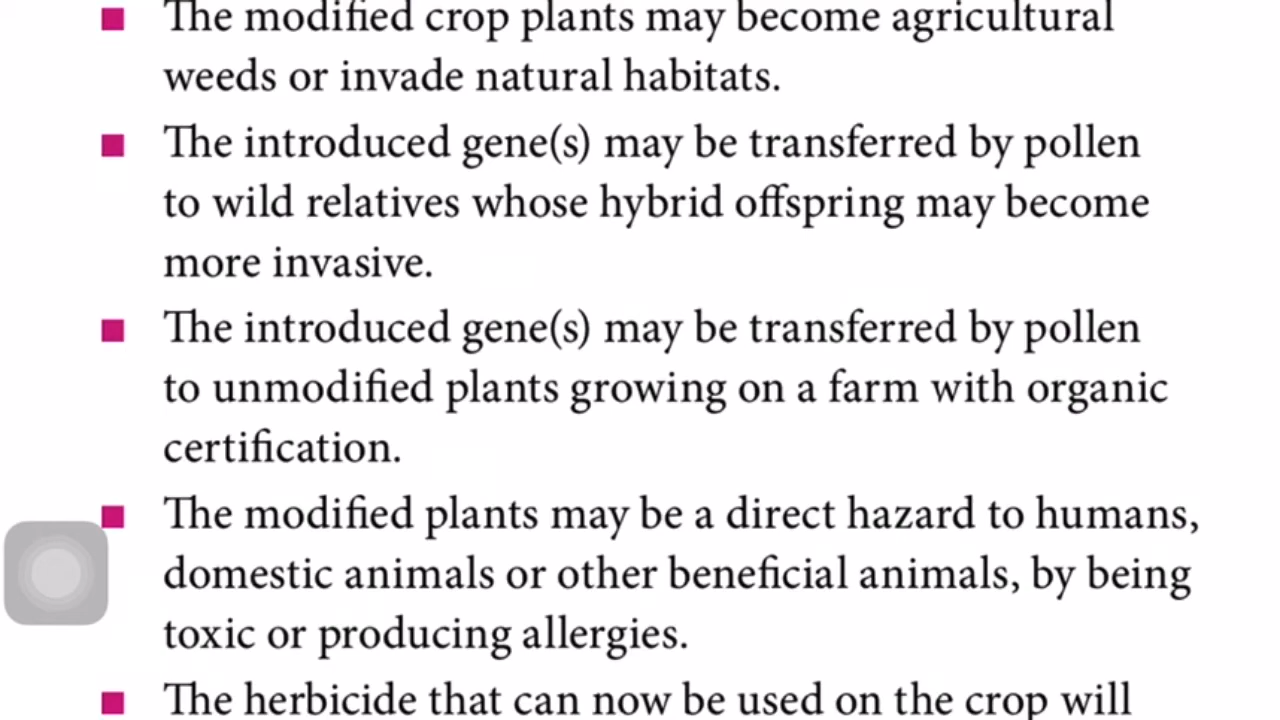 The modified crop plants may become agricultural
weeds or invade natural habitats.
The introduced gene(s) may be transferred by pollen
to wild relatives whose hybrid offspring may become
more invasive.
The introduced gene(s) may be transferred by pollen
to unmodified plants growing on a farm with organic
certification.
The modified plants may be a direct hazard to humans,
domestic animals or other beneficial animals, by being
toxic or producing allergies.
The herbicide that can now be used on the crop will